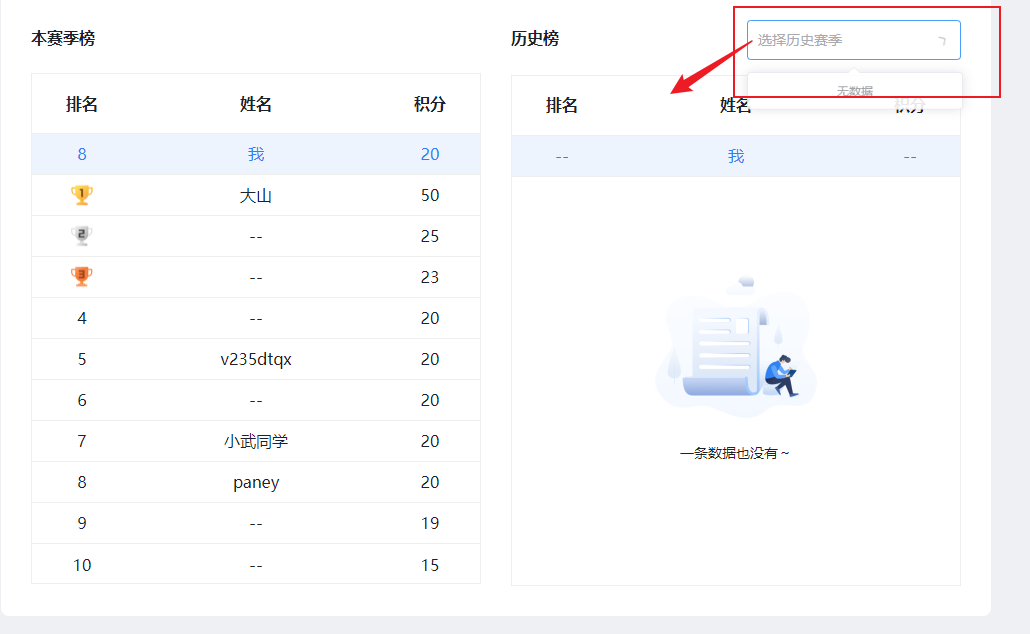 本赛季榜
排名 姓名 积分
8 我 20
1 大山 50
2 -- 25
3 -- 23
4 -- 20
5 v235dtqx 20
6 -- 20
7 小武同学 20
8 paney 20
9 -- 19
10 -- 15
历史榜
选择历史赛季
无数据
排名 姓名 积分
-- 我 --
一条数据也没有~